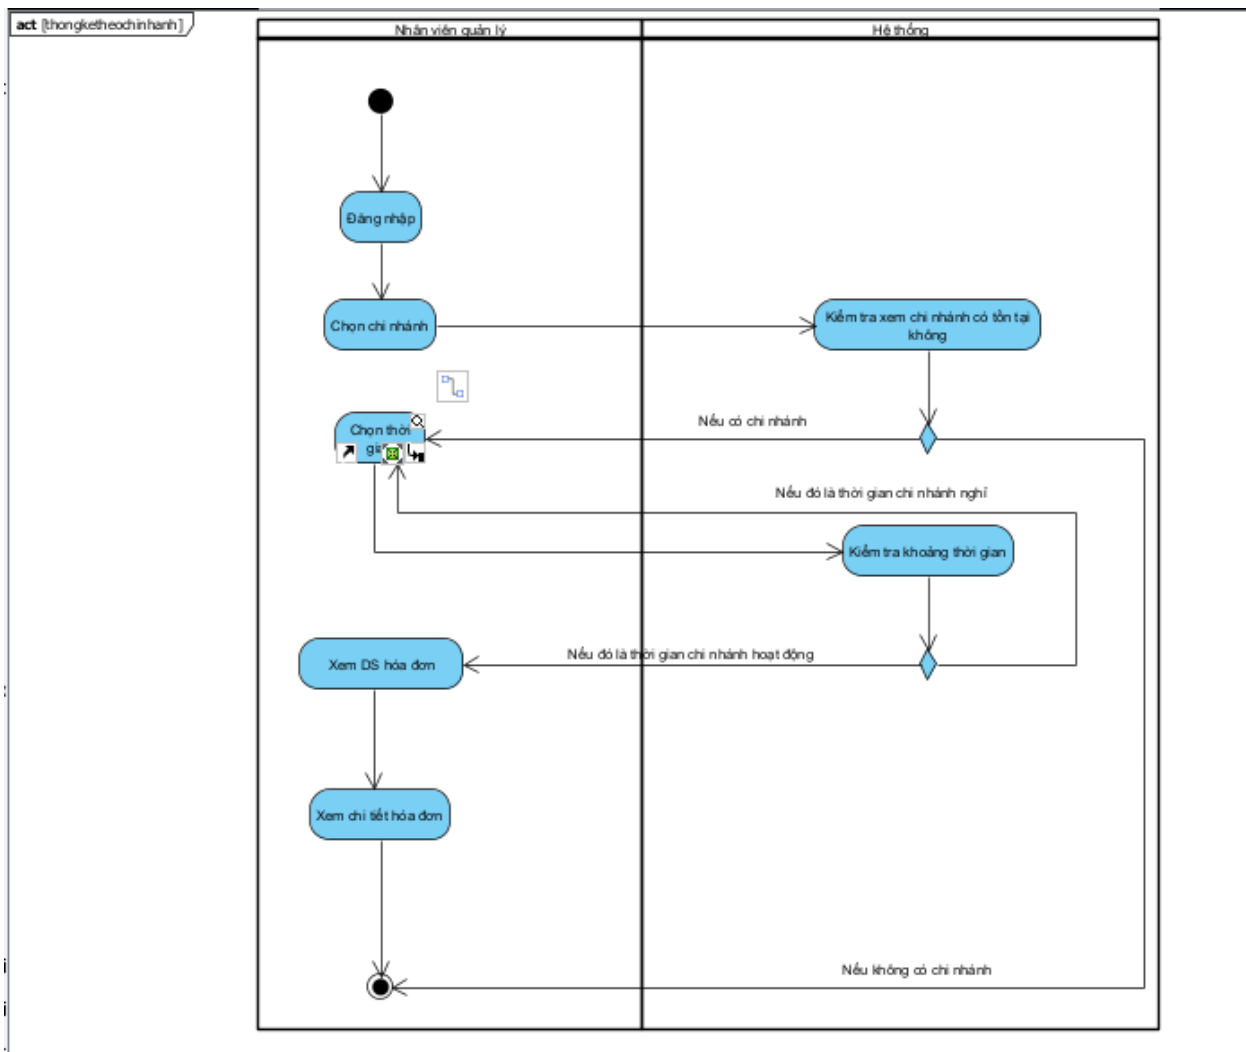 act [thongketheochinhanh]
Nhân viên quản lý
Hệ thống
Đăng nhập
Chọn chi nhánh
Kiểm tra xem chi nhánh có tồn tại
không
Nếu có chi nhánh
Chọn thời
Nếu đó là thời gian chi nhánh nghỉ
Kiểm tra khoảng thời gian
Nếu đó là thời gian chi nhánh hoạt động
Xem DS hóa đơn
Xem chi tiết hóa đơn
Nếu không có chi nhánh